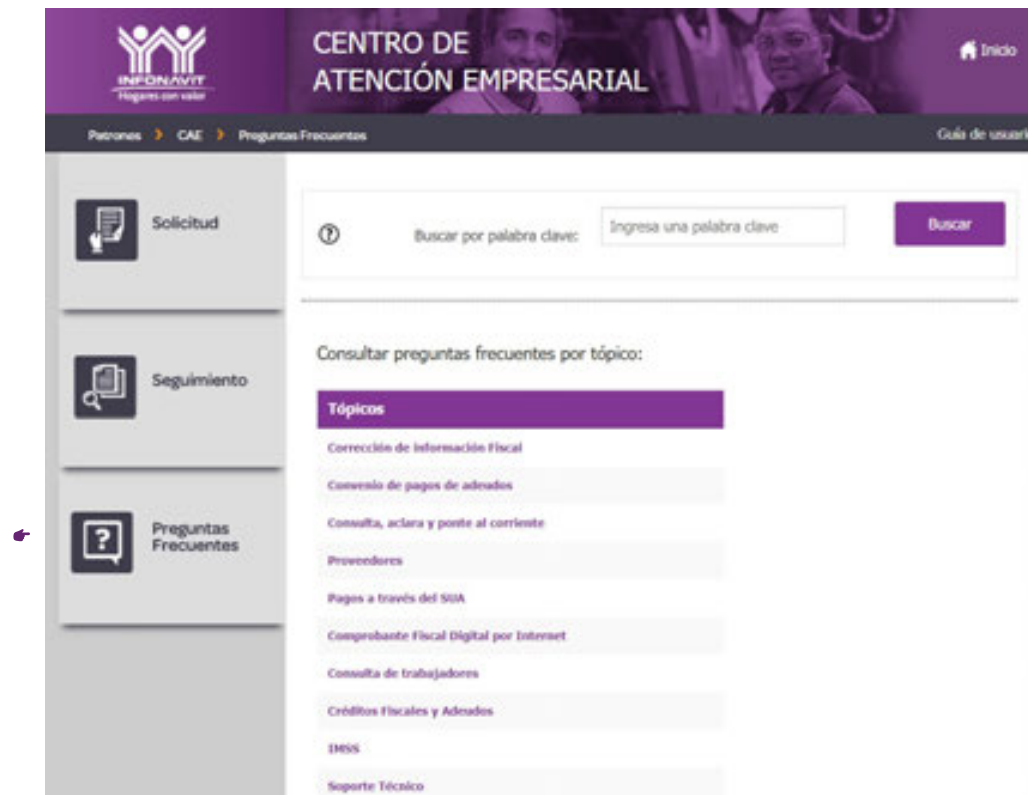 INFONAVIT
Hogares con valor
CENTRO DE
ATENCIÓN EMPRESARIAL
Inicio
Patrones > CAE > Preguntas Frecuentes
Guía de usuari
Solicitud
Seguimiento
Preguntas
Frecuentes
?
Buscar por palabra clave:
Ingresa una palabra clave
Buscar
Consultar preguntas frecuentes por tópico:
Tópicos
Corrección de información Fiscal
Convenio de pagos de adeudos
Consulta, aclara y ponte al corriente
Proveedores
Pagos a través del SUA
Comprobante Fiscal Digital por Internet
Consulta de trabajadores
Créditos Fiscales y Adeudos
IMSS
Soporte Técnico